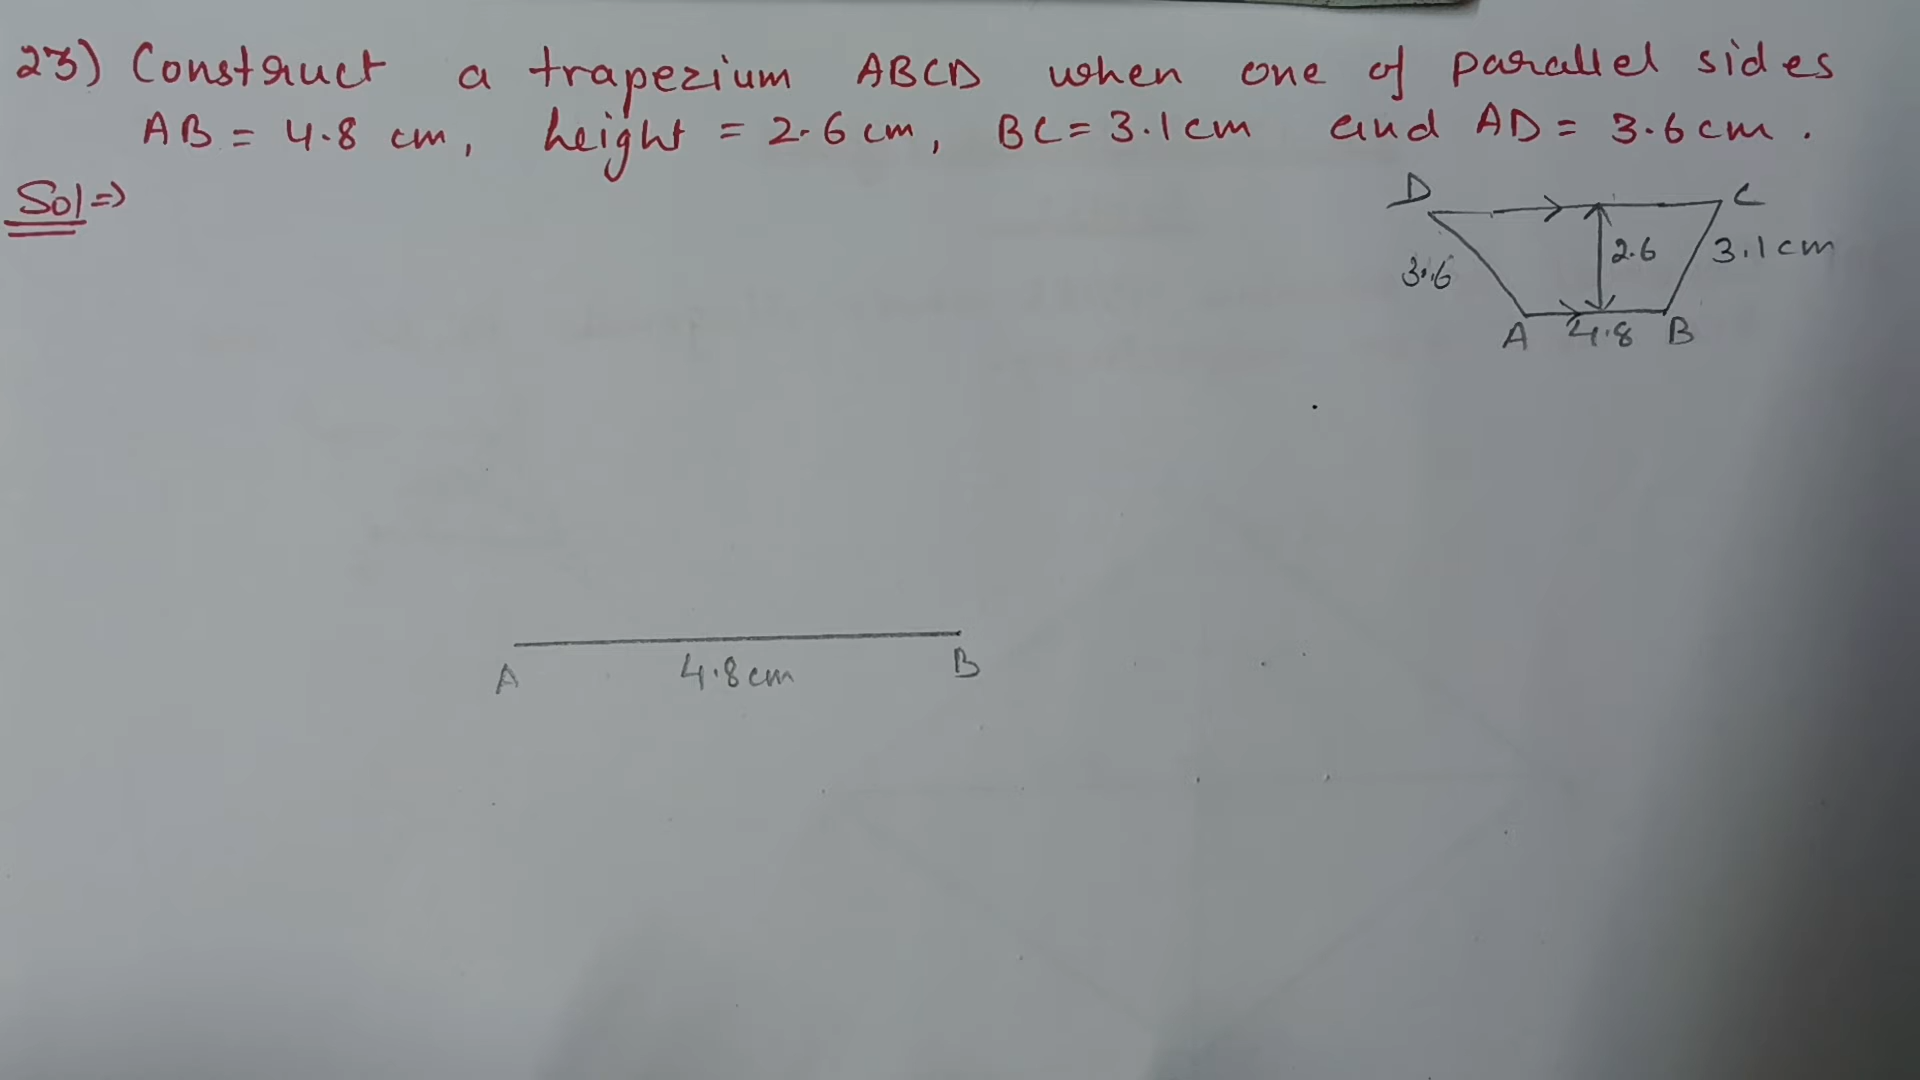 23) Construct a trapezium ABCD when one of parallel sides
AB = 4.8 cm, height = 2.6 cm, BC = 3.1 cm and AD = 3.6 cm.
Sol ⇒
D C
3.6 2.6 3.1 cm
A 4.8 B
A 4.8 cm B